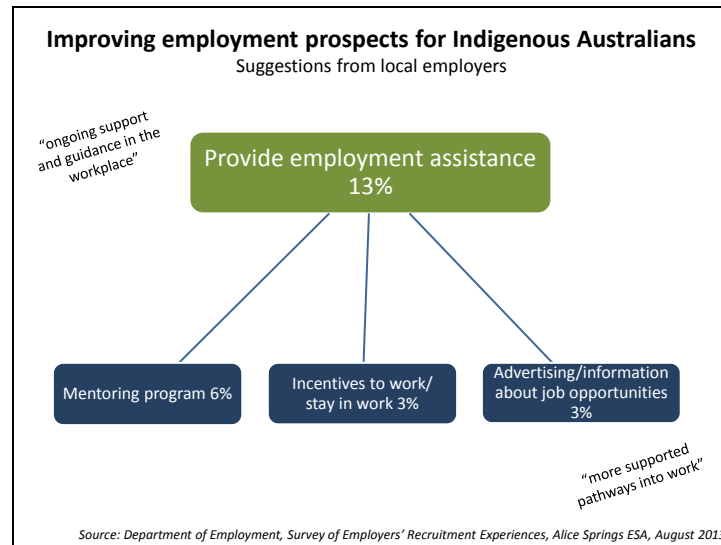 Improving employment prospects for Indigenous Australians
Suggestions from local employers
“ongoing support
and guidance in the
workplace”
Provide employment assistance
13%
Mentoring program 6%
Incentives to work/
stay in work 3%
Advertising/information
about job opportunities
3%
“more supported
pathways into work”
Source: Department of Employment, Survey of Employers’ Recruitment Experiences, Alice Springs ESA, August